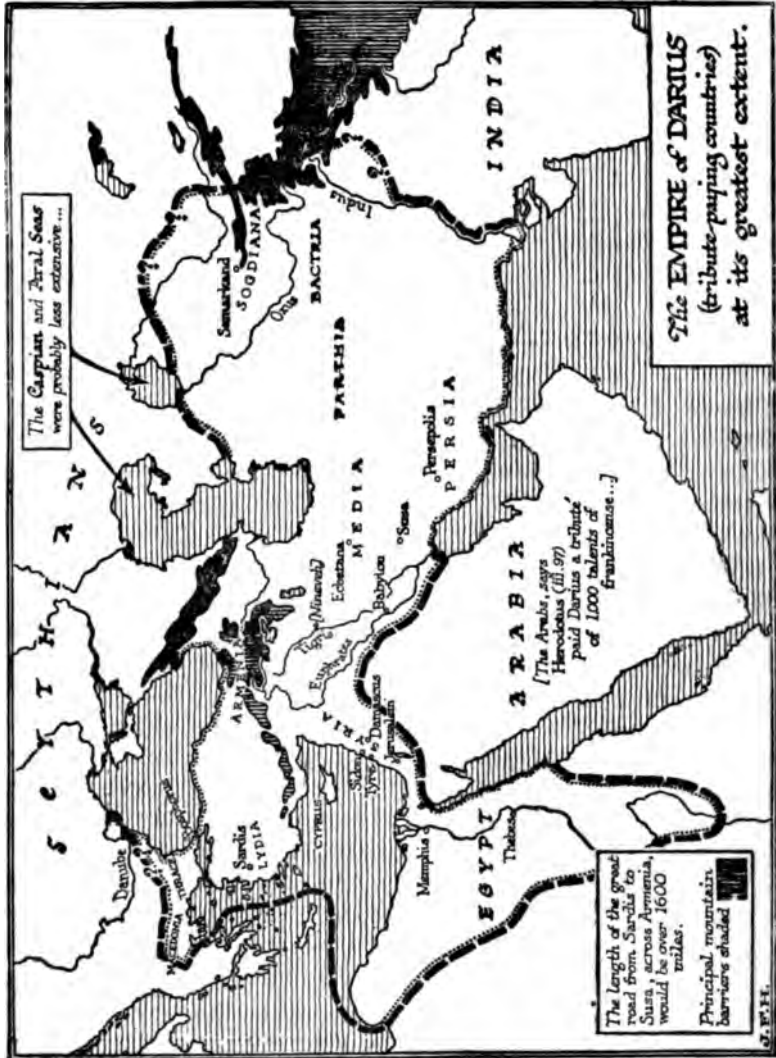 The EMPIRE of DARIUS
(tribute-paying countries)
at its greatest extent.
The Caspian and Aral Seas
were probably less extensive...
SCYTHIANS
Danube
MACEDONIA
THRACE
Sardis
LYDIA
CYPRUS
ARMENIA
[Nineveh]
Ecbatana
MEDIA
PARTHIA
BACTRIA
SOGDIANA
Samarkand
Oxus
Indus
INDIA
Euphrates
Babylon
Susa
Persepolis
PERSIA
SYRIA
Sidon
Tyre
Damascus
Jerusalem
Memphis
EGYPT
Thebes
ARABIA
[The Arabs, says
Herodotus (iii.97)
paid Darius a 'tribute'
of 1,000 talents of
frankincense...]
The length of the great
road from Sardis to
Susa, across Armenia,
would be over 1600
miles.
Principal mountain
barriers shaded
J.F.H.